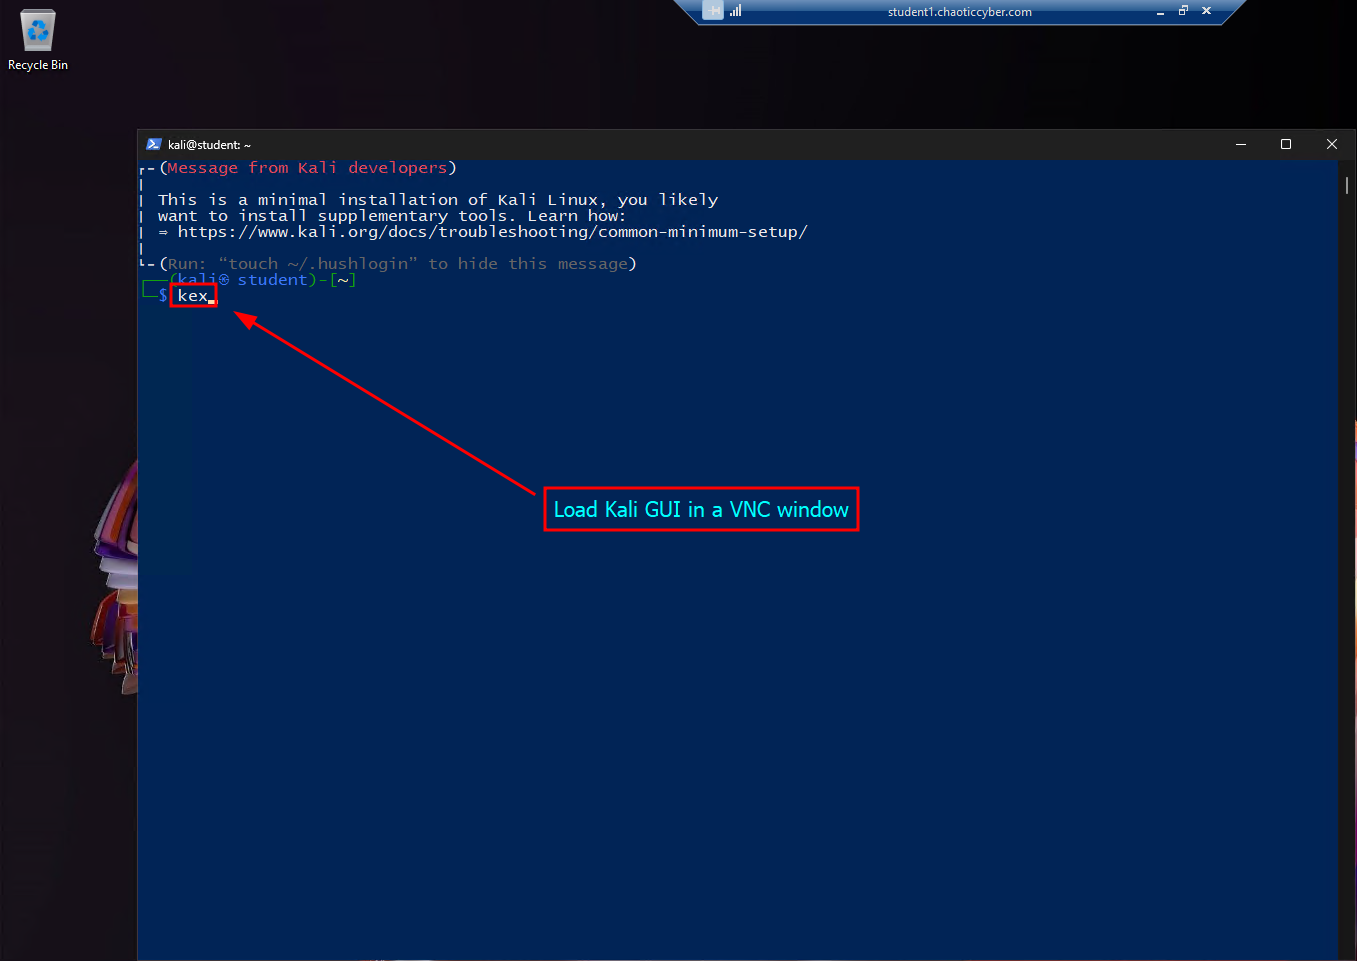 student1.chaoticcyber.com
Recycle Bin
kali@student: ~
(Message from Kali developers)
This is a minimal installation of Kali Linux, you likely
want to install supplementary tools. Learn how:
⇒ https://www.kali.org/docs/troubleshooting/common-minimum-setup/
(Run: “touch ~/.hushlogin” to hide this message)
(kali㉿student)-[~]
$ kex_
Load Kali GUI in a VNC window